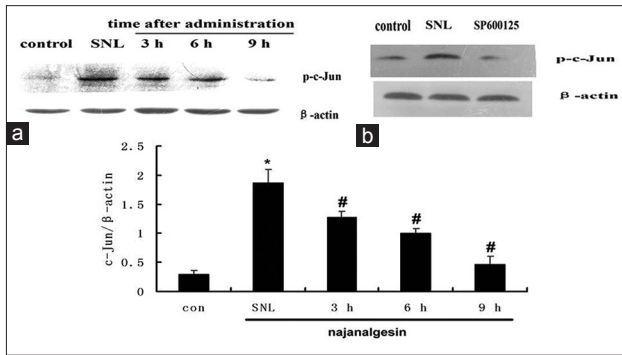 time after administration
control SNL 3 h 6 h 9 h
p-c-Jun
β-actin
a
control SNL SP600125
p-c-Jun
β-actin
b
c-Jun/β-actin
2.5
2
1.5
1
0.5
0
*
#
#
#
con SNL 3 h 6 h 9 h
najanalgesin